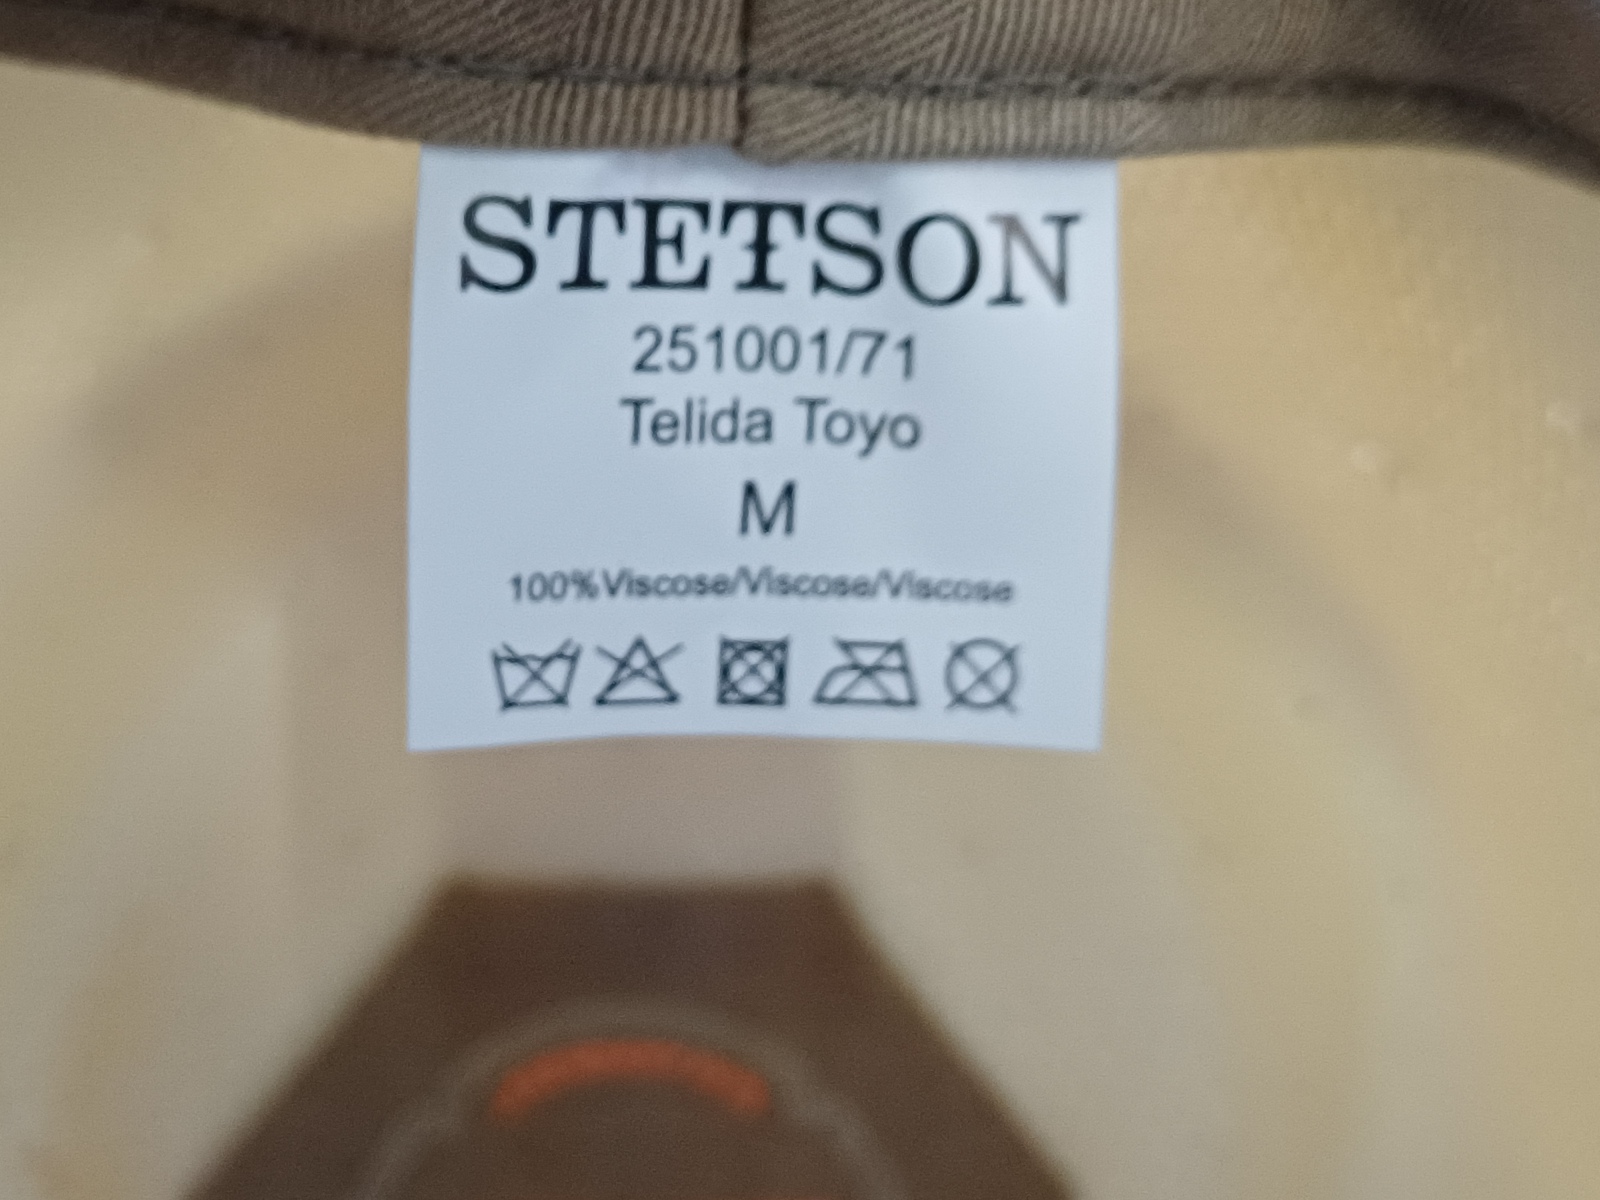 STETSON
251001/71
Telida Toyo
M
100%Viscose/Viscose/Viscose